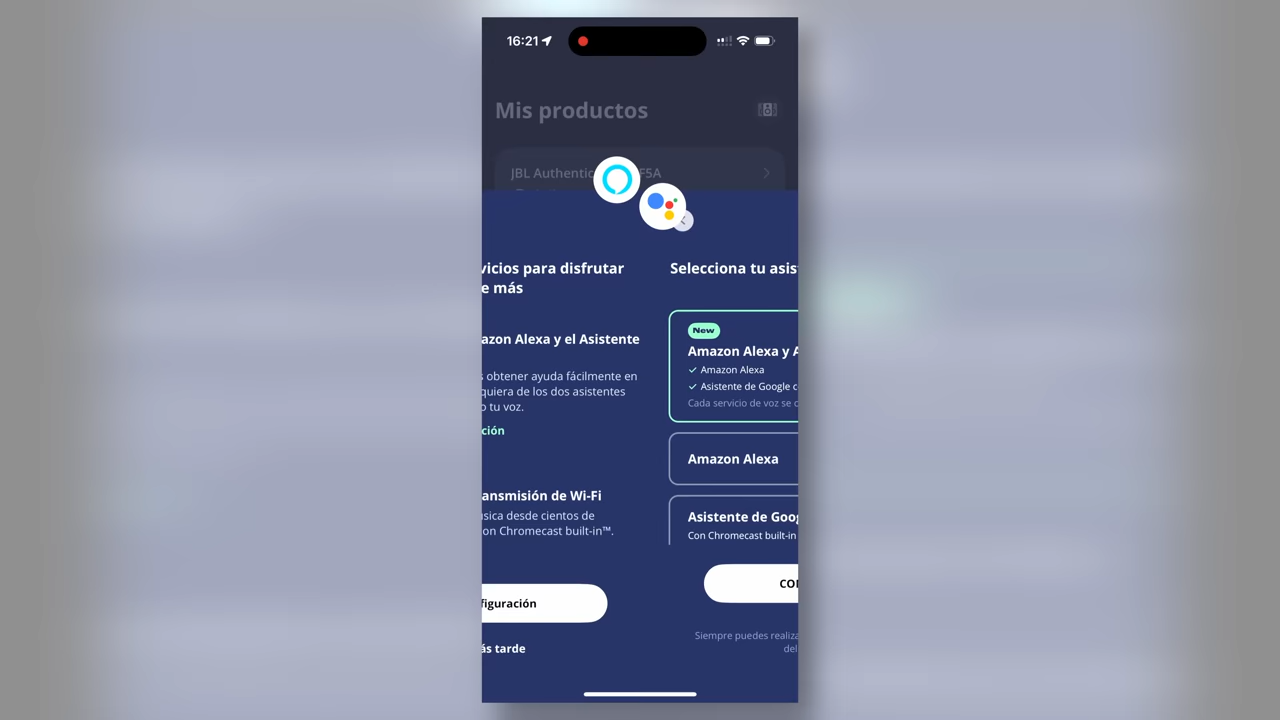 16:21
Mis productos
JBL Authentic F5A
vicios para disfrutar
e más
azon Alexa y el Asistente
s obtener ayuda fácilmente en
quiera de los dos asistentes
o tu voz.
ción
ansmisión de Wi-Fi
úsica desde cientos de
on Chromecast built-in™.
figuración
ás tarde
Selecciona tu asis
New
Amazon Alexa y A
Amazon Alexa
Asistente de Google c
Cada servicio de voz se c
Amazon Alexa
Asistente de Goog
Con Chromecast built-in
CON
Siempre puedes realiza
del